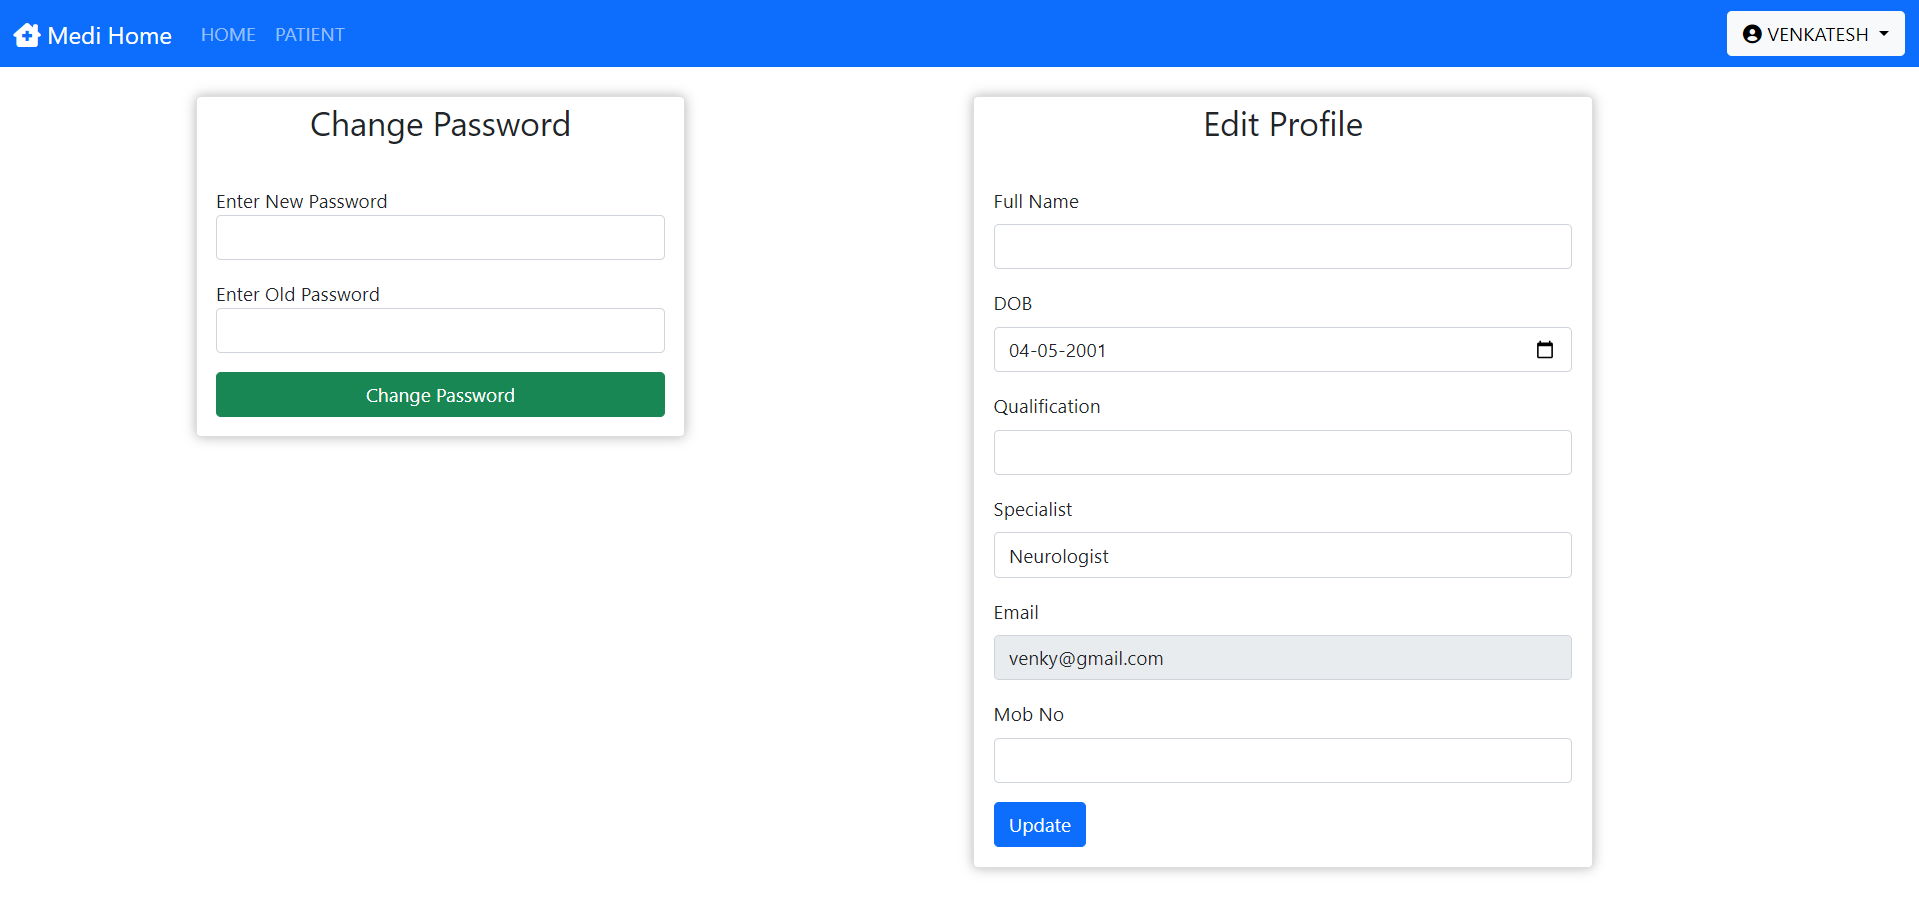 Medi Home HOME PATIENT VENKATESH
Change Password
Enter New Password
Enter Old Password
Change Password
Edit Profile
Full Name
DOB
04-05-2001
Qualification
Specialist
Neurologist
Email
venky@gmail.com
Mob No
Update